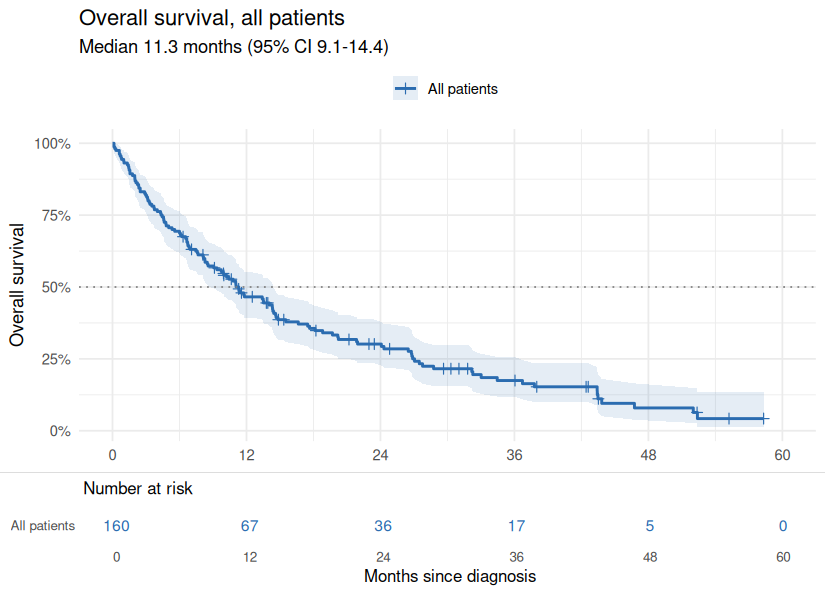 Overall survival, all patients
Median 11.3 months (95% CI 9.1-14.4)
All patients
Overall survival
100%
75%
50%
25%
0%
0 12 24 36 48 60
Number at risk
All patients 160 67 36 17 5 0
0 12 24 36 48 60
Months since diagnosis